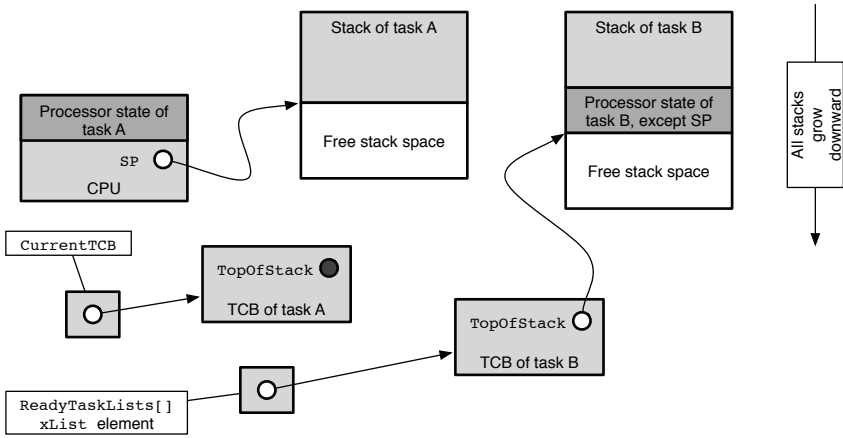 Stack of task A
Stack of task B
Processor state of
task A
Processor state of
task B, except SP
All stacks
grow
downward
Free stack space
SP
CPU
Free stack space
CurrentTCB
TopOfStack
TCB of task A
TopOfStack
TCB of task B
ReadyTaskLists[]
xList element